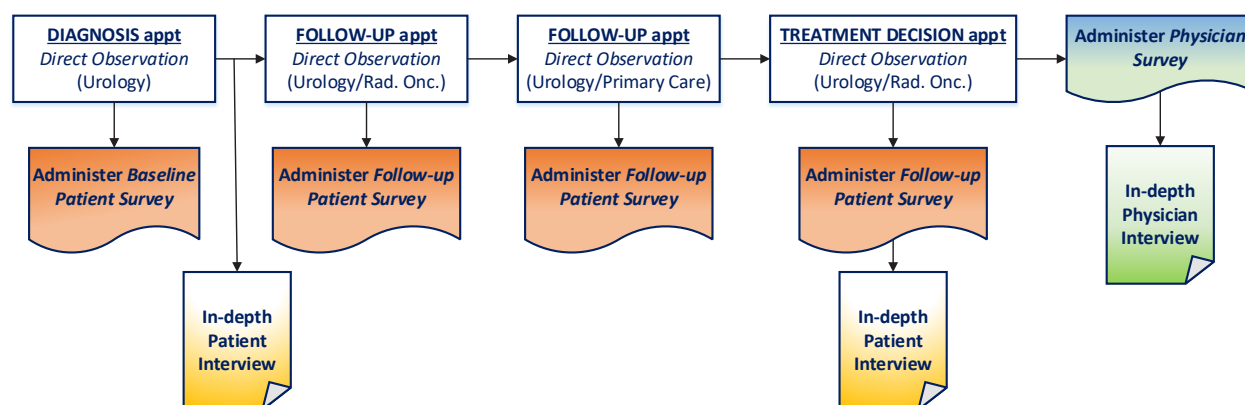 DIAGNOSIS appt
Direct Observation
(Urology)
FOLLOW-UP appt
Direct Observation
(Urology/Rad. Onc.)
FOLLOW-UP appt
Direct Observation
(Urology/Primary Care)
TREATMENT DECISION appt
Direct Observation
(Urology/Rad. Onc.)
Administer Physician
Survey
Administer Baseline
Patient Survey
Administer Follow-up
Patient Survey
Administer Follow-up
Patient Survey
Administer Follow-up
Patient Survey
In-depth
Physician
Interview
In-depth
Patient
Interview
In-depth
Patient
Interview